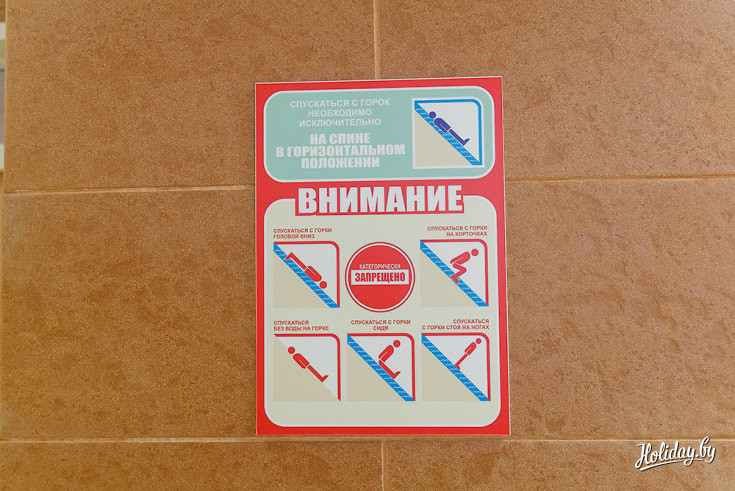 СПУСКАТЬСЯ С ГОРОК
НЕОБХОДИМО
ИСКЛЮЧИТЕЛЬНО
НА СПИНЕ
В ГОРИЗОНТАЛЬНОМ
ПОЛОЖЕНИИ
ВНИМАНИЕ
СПУСКАТЬСЯ С ГОРКИ
ГОЛОВОЙ ВНИЗ
КАТЕГОРИЧЕСКИ
ЗАПРЕЩЕНО
СПУСКАТЬСЯ С ГОРКИ
НА КОРТОЧКАХ
СПУСКАТЬСЯ
БЕЗ ВОДЫ НА ГОРКЕ
СПУСКАТЬСЯ С ГОРКИ
СИДЯ
СПУСКАТЬСЯ
С ГОРКИ СТОЯ НА НОГАХ
Holiday.by